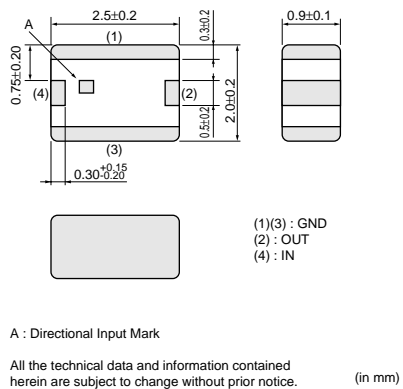 2.5±0.2
0.9±0.1
A
(1)
0.3±0.2
0.75±0.20
(4)
(2)
0.5±0.2
2.0±0.2
(3)
0.30+0.15-0.20
(1)(3) : GND
(2) : OUT
(4) : IN
A : Directional Input Mark
All the technical data and information contained
herein are subject to change without prior notice.
(in mm)